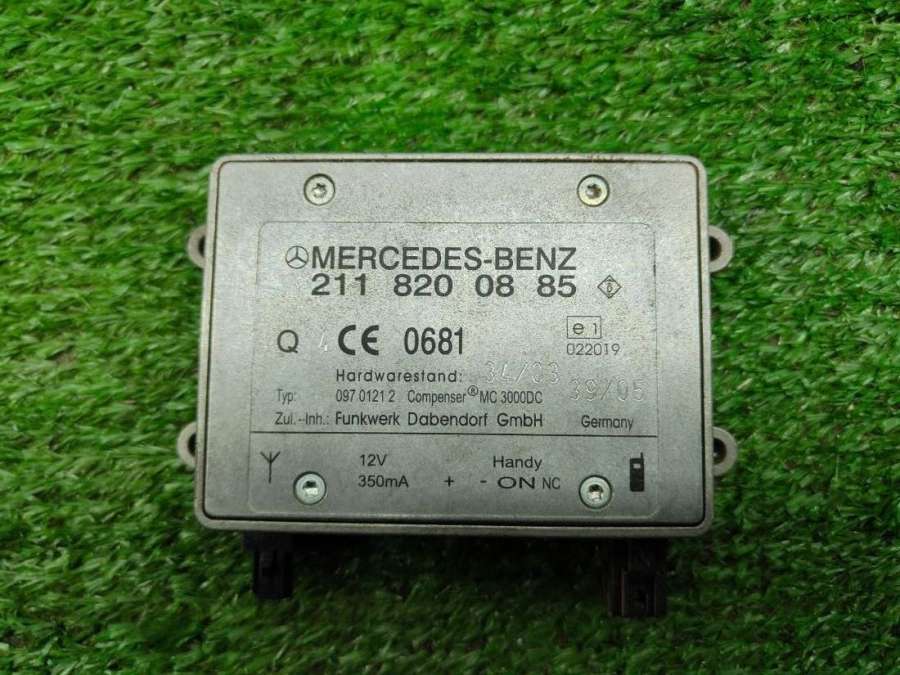 MERCEDES-BENZ
211 820 08 85
Q 4 CE 0681
e1
022019
Hardwarestand: 34/03
39/05
Typ: 097 0121 2 Compenser® MC 3000DC
Zul.-Inh.: Funkwerk Dabendorf GmbH Germany
12V Handy
350mA + - ON NC